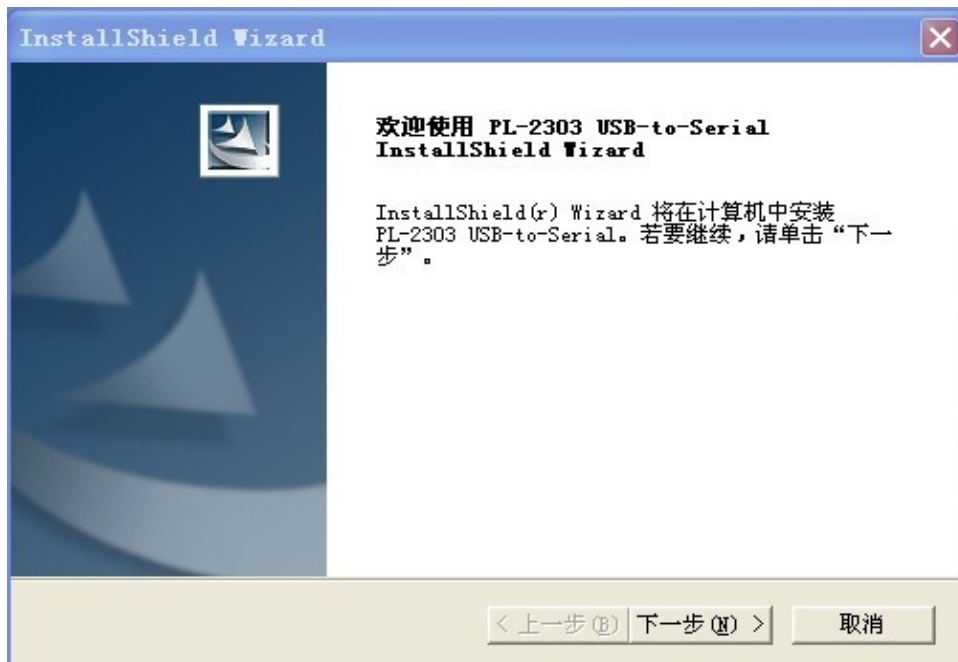 InstallShield Wizard
欢迎使用 PL-2303 USB-to-Serial
InstallShield Wizard
InstallShield(r) Wizard 将在计算机中安装
PL-2303 USB-to-Serial。若要继续，请单击“下一
步”。
< 上一步(B) 下一步(N) > 取消